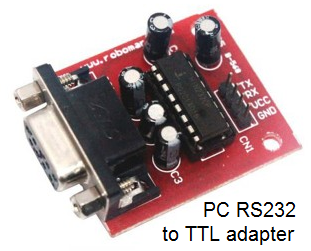 www.roboma
TX
RX
VCC
GND
CN1
C3
PC RS232
to TTL adapter